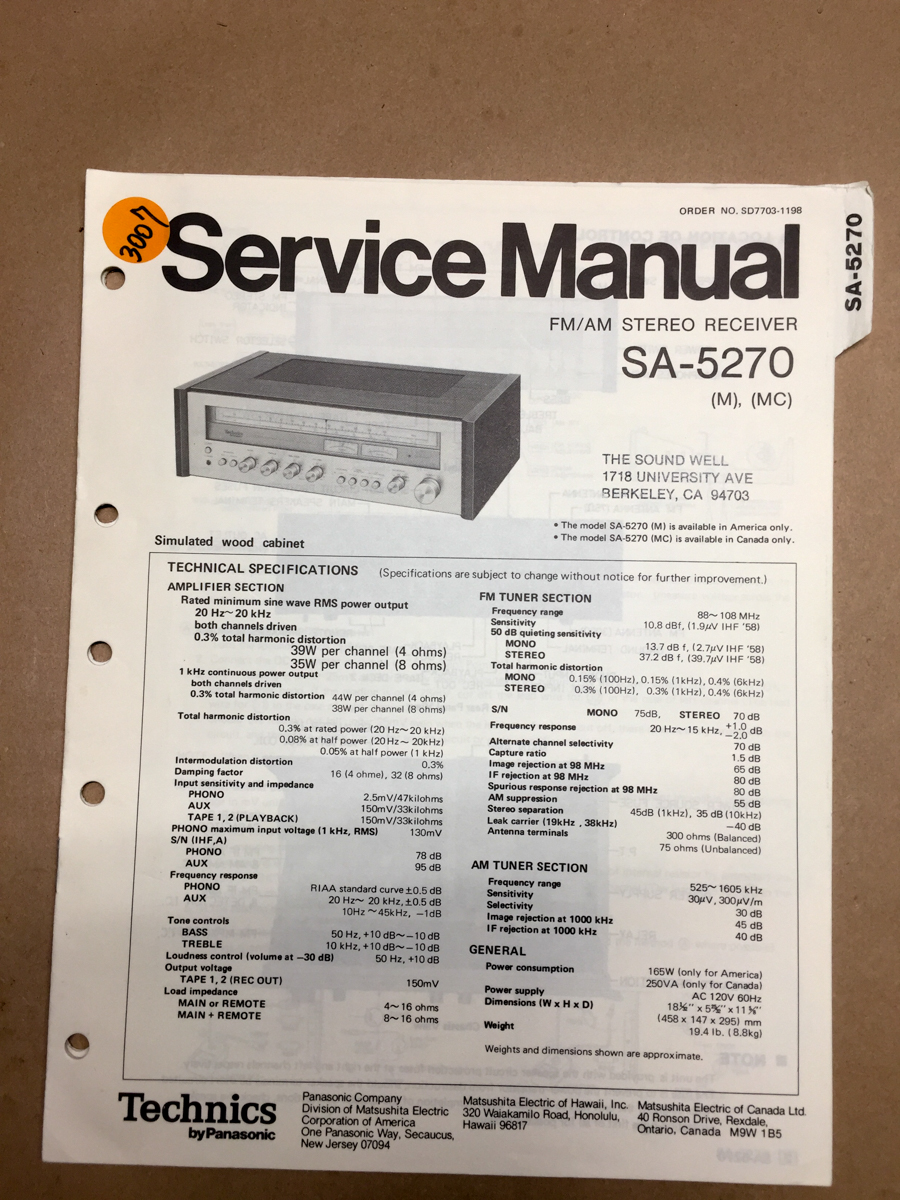 3007
ORDER NO. SD7703-1198
Service Manual
SA-5270
FM/AM STEREO RECEIVER
SA-5270
(M), (MC)
Technics
THE SOUND WELL
1718 UNIVERSITY AVE
BERKELEY, CA 94703
• The model SA-5270 (M) is available in America only.
• The model SA-5270 (MC) is available in Canada only.
Simulated wood cabinet
TECHNICAL SPECIFICATIONS (Specifications are subject to change without notice for further improvement.)
AMPLIFIER SECTION
Rated minimum sine wave RMS power output
20 Hz~20 kHz
both channels driven
0.3% total harmonic distortion
39W per channel (4 ohms)
35W per channel (8 ohms)
1 kHz continuous power output
both channels driven
0.3% total harmonic distortion 44W per channel (4 ohms)
38W per channel (8 ohms)
Total harmonic distortion
0.3% at rated power (20 Hz~20 kHz)
0.08% at half power (20 Hz~ 20kHz)
0.05% at half power (1 kHz)
Intermodulation distortion 0.3%
Damping factor 16 (4 ohme), 32 (8 ohms)
Input sensitivity and impedance
PHONO 2.5mV/47kilohms
AUX 150mV/33kilohms
TAPE 1, 2 (PLAYBACK) 150mV/33kilohms
PHONO maximum input voltage (1 kHz, RMS) 130mV
S/N (IHF,A)
PHONO 78 dB
AUX 95 dB
Frequency response
PHONO RIAA standard curve ±0.5 dB
AUX 20 Hz~ 20 kHz, ±0.5 dB
10Hz ~45kHz, −1dB
Tone controls
BASS 50 Hz, +10 dB~−10 dB
TREBLE 10 kHz, +10 dB~−10 dB
Loudness control (volume at −30 dB) 50 Hz, +10 dB
Output voltage
TAPE 1, 2 (REC OUT) 150mV
Load impedance
MAIN or REMOTE 4~16 ohms
MAIN + REMOTE 8~16 ohms
FM TUNER SECTION
Frequency range 88~108 MHz
Sensitivity 10.8 dBf, (1.9μV IHF '58)
50 dB quieting sensitivity
MONO 13.7 dB f, (2.7μV IHF '58)
STEREO 37.2 dB f, (39.7μV IHF '58)
Total harmonic distortion
MONO 0.15% (100Hz), 0.15% (1kHz), 0.4% (6kHz)
STEREO 0.3% (100Hz), 0.3% (1kHz), 0.4% (6kHz)
S/N MONO 75dB, STEREO 70 dB
Frequency response 20 Hz~15 kHz, +1.0 −2.0 dB
Alternate channel selectivity 70 dB
Capture ratio 1.5 dB
Image rejection at 98 MHz 65 dB
IF rejection at 98 MHz 80 dB
Spurious response rejection at 98 MHz 80 dB
AM suppression 55 dB
Stereo separation 45dB (1kHz), 35 dB (10kHz)
Leak carrier (19kHz , 38kHz) −40 dB
Antenna terminals 300 ohms (Balanced)
75 ohms (Unbalanced)
AM TUNER SECTION
Frequency range 525~1605 kHz
Sensitivity 30μV, 300μV/m
Selectivity 30 dB
Image rejection at 1000 kHz 45 dB
IF rejection at 1000 kHz 40 dB
GENERAL
Power consumption 165W (only for America)
250VA (only for Canada)
Power supply AC 120V 60Hz
Dimensions (W x H x D)
(458 x 147 x 295) mm
Weight 19.4 lb. (8.8kg)
Weights and dimensions shown are approximate.
Technics
by Panasonic
Panasonic Company
Division of Matsushita Electric
Corporation of America
One Panasonic Way, Secaucus,
New Jersey 07094
Matsushita Electric of Hawaii, Inc.
320 Waiakamilo Road, Honolulu,
Hawaii 96817
Matsushita Electric of Canada Ltd.
40 Ronson Drive, Rexdale,
Ontario, Canada M9W 1B5